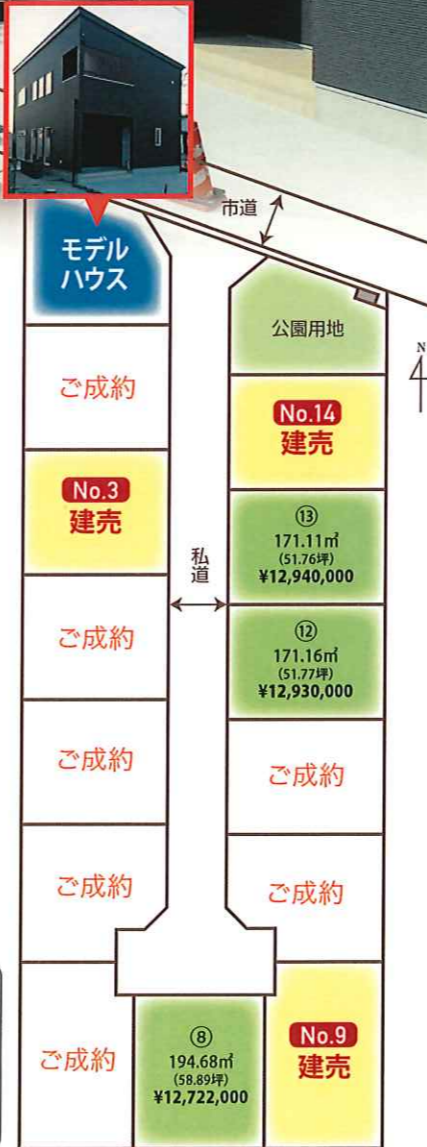 市道
モデル
ハウス
公園用地
N
ご成約
No.14
建売
No.3
建売
⑬
171.11㎡
(51.76坪)
¥12,940,000
私道
ご成約
⑫
171.16㎡
(51.77坪)
¥12,930,000
ご成約
ご成約
ご成約
ご成約
ご成約
⑧
194.68㎡
(58.89坪)
¥12,722,000
No.9
建売